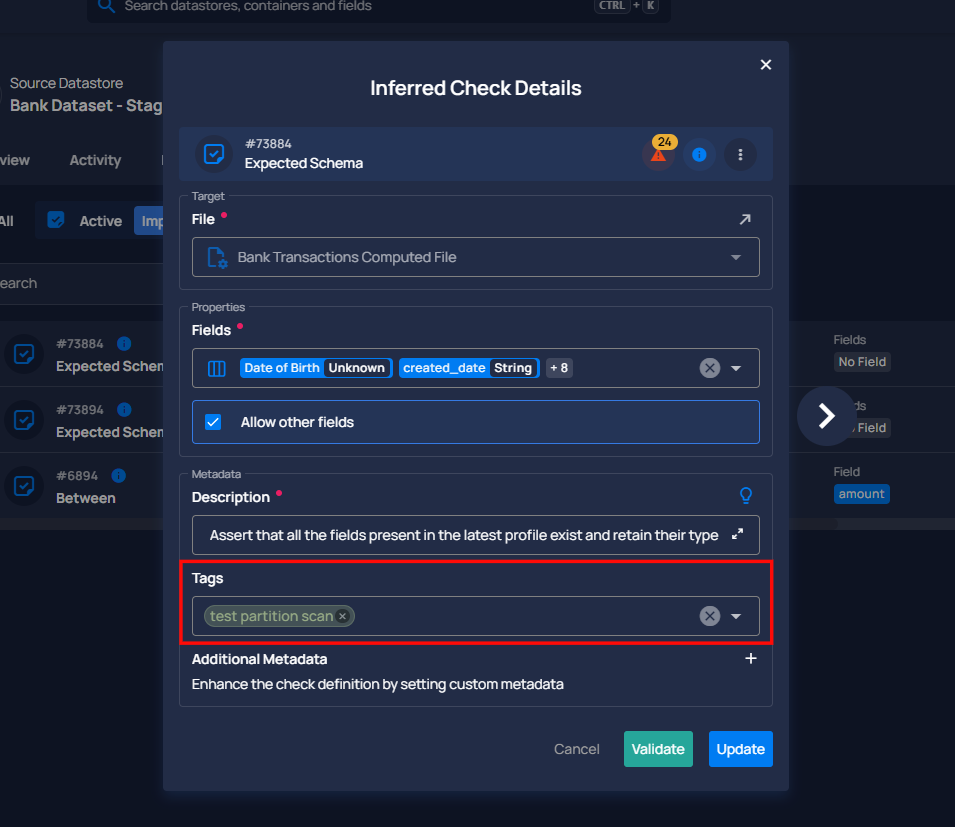 Search datastores, containers and fields CTRL + K
Source Datastore
Bank Dataset - Stag
view Activity
All Active Imp
earch
#73884
Expected Schem
#73894
Expected Schem
#6894
Between
Inferred Check Details
#73884
Expected Schema
24
Target
File
Bank Transactions Computed File
Properties
Fields
Date of Birth Unknown created_date String + 8
Allow other fields
Metadata
Description
Assert that all the fields present in the latest profile exist and retain their type
Tags
test partition scan
Additional Metadata
Enhance the check definition by setting custom metadata
Cancel Validate Update
Fields
No Field
ds
Field
Field
amount